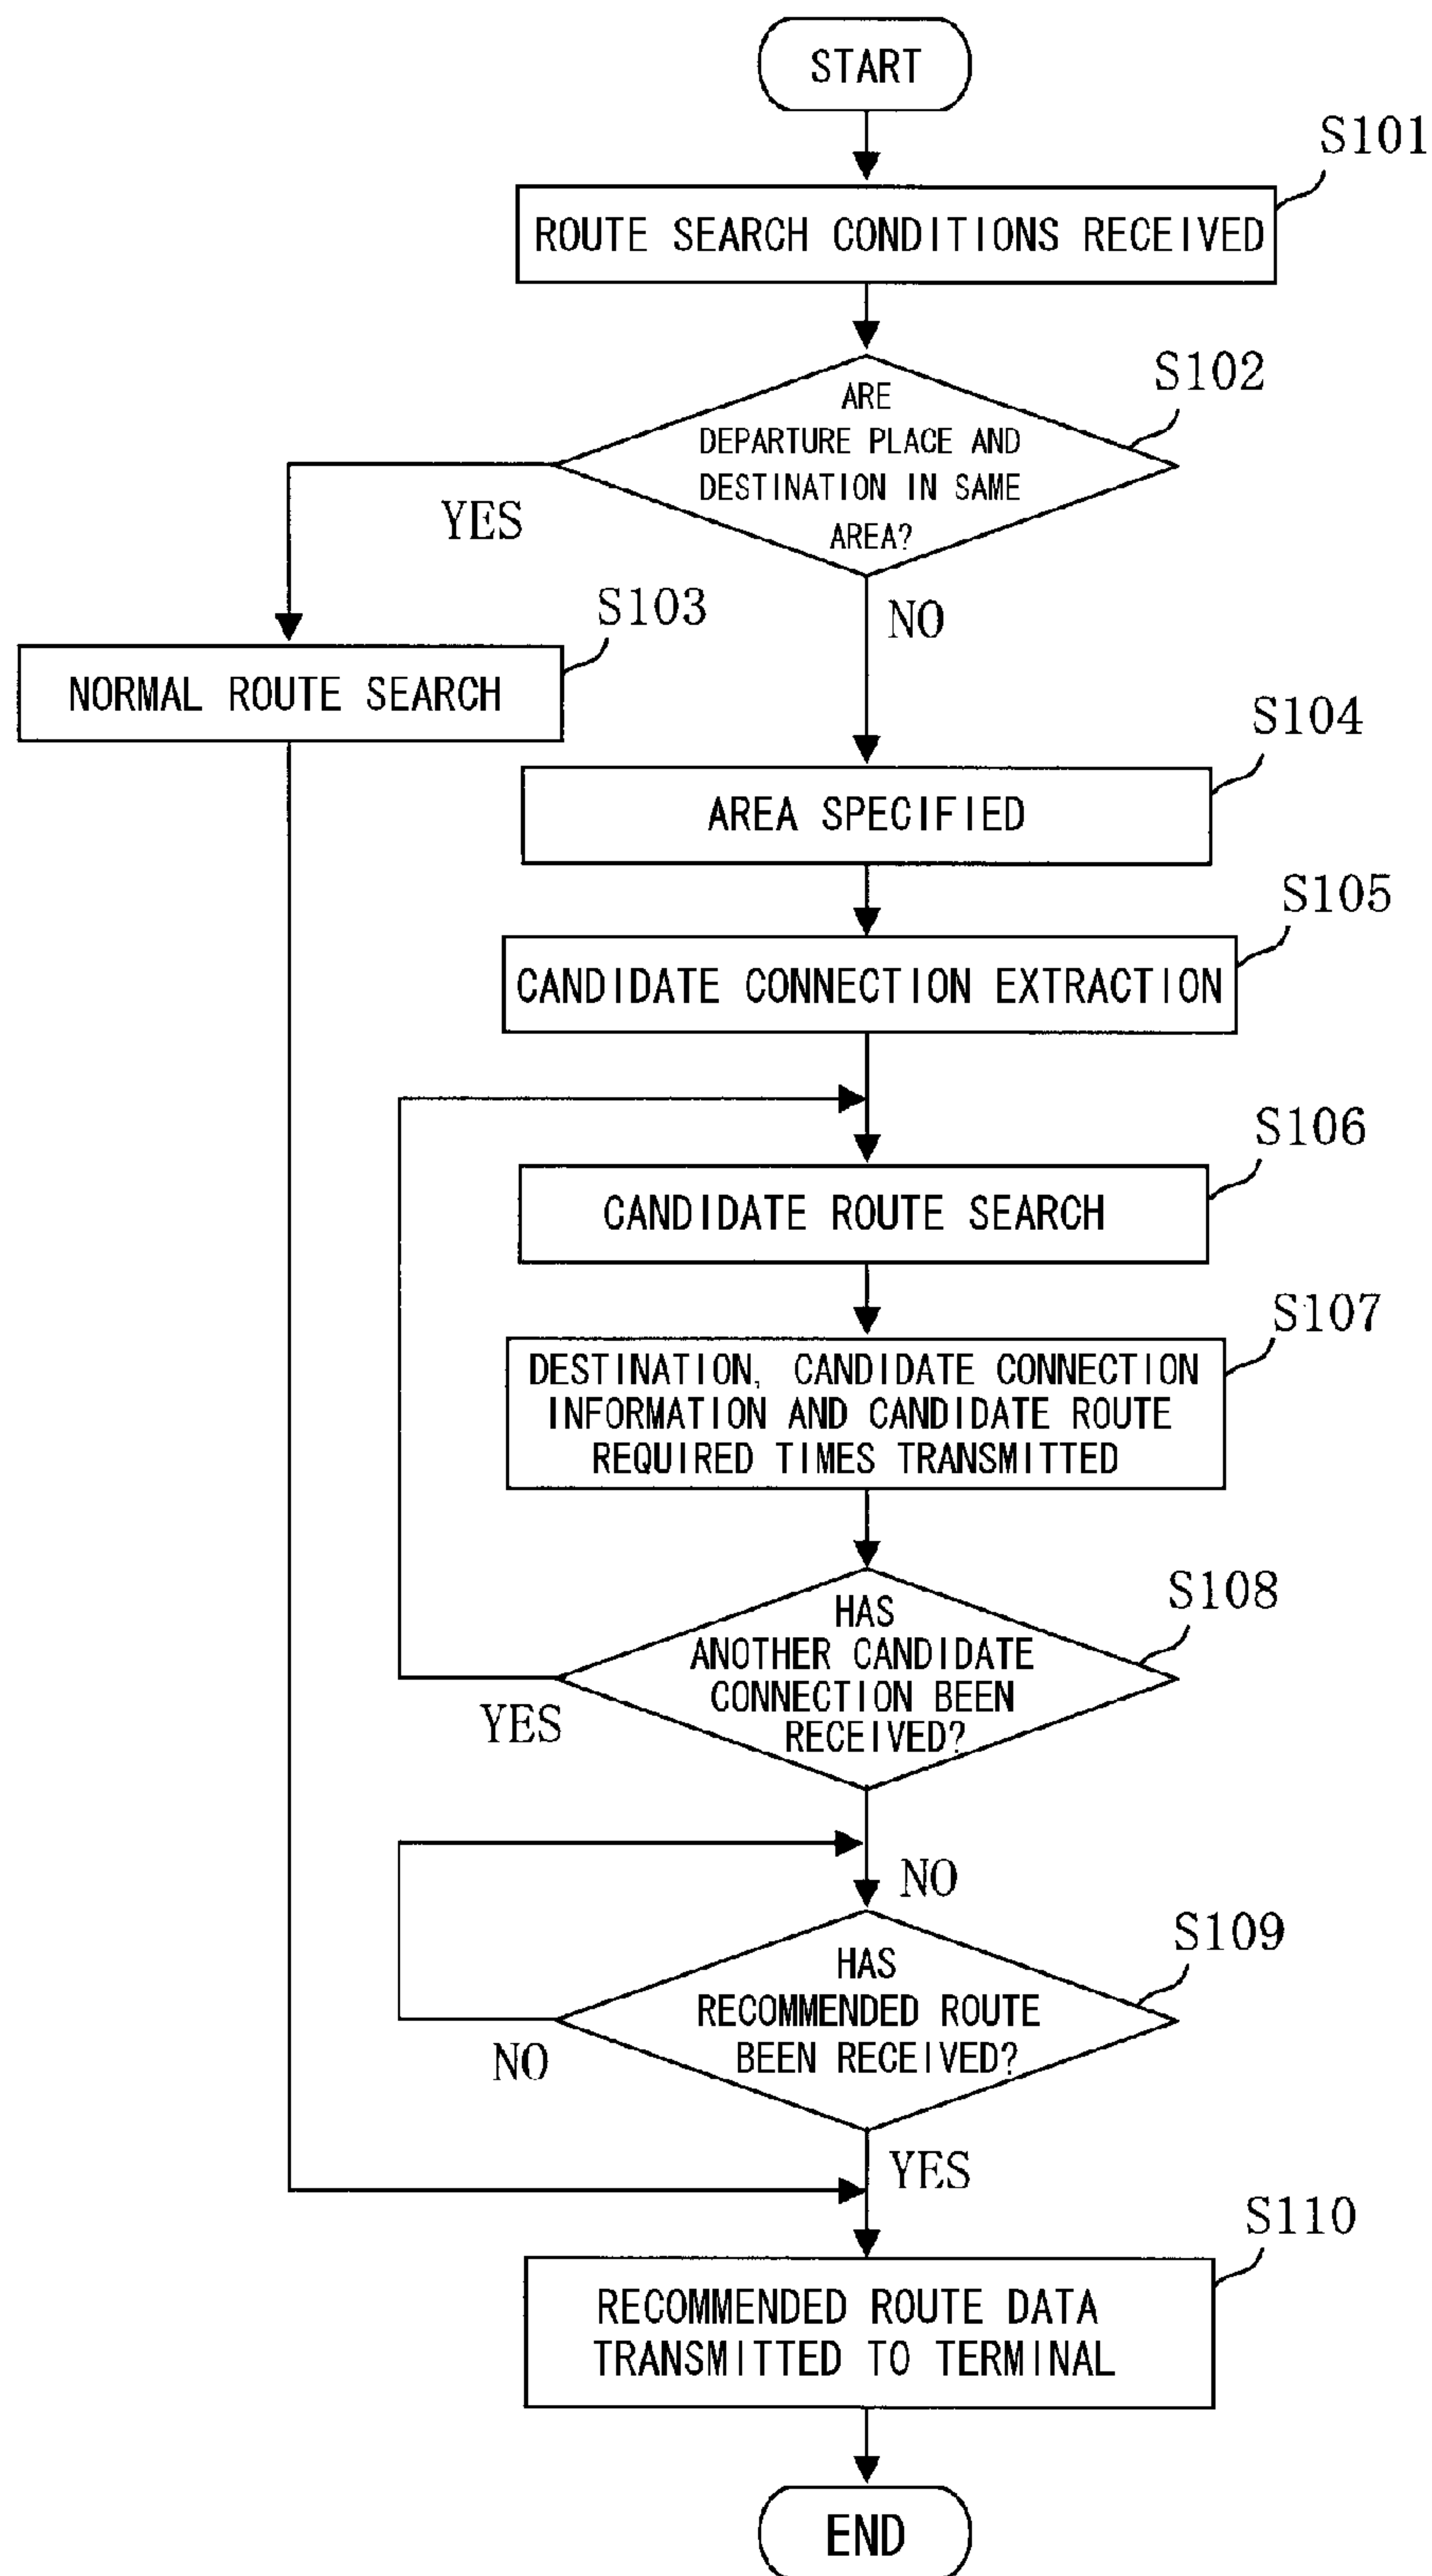 START
S101
ROUTE SEARCH CONDITIONS RECEIVED
S102
ARE
DEPARTURE PLACE AND
DESTINATION IN SAME
AREA?
YES
NO
S103
NORMAL ROUTE SEARCH
S104
AREA SPECIFIED
S105
CANDIDATE CONNECTION EXTRACTION
S106
CANDIDATE ROUTE SEARCH
S107
DESTINATION, CANDIDATE CONNECTION
INFORMATION AND CANDIDATE ROUTE
REQUIRED TIMES TRANSMITTED
S108
HAS
ANOTHER CANDIDATE
CONNECTION BEEN
RECEIVED?
YES
NO
S109
HAS
RECOMMENDED ROUTE
BEEN RECEIVED?
NO
YES
S110
RECOMMENDED ROUTE DATA
TRANSMITTED TO TERMINAL
END